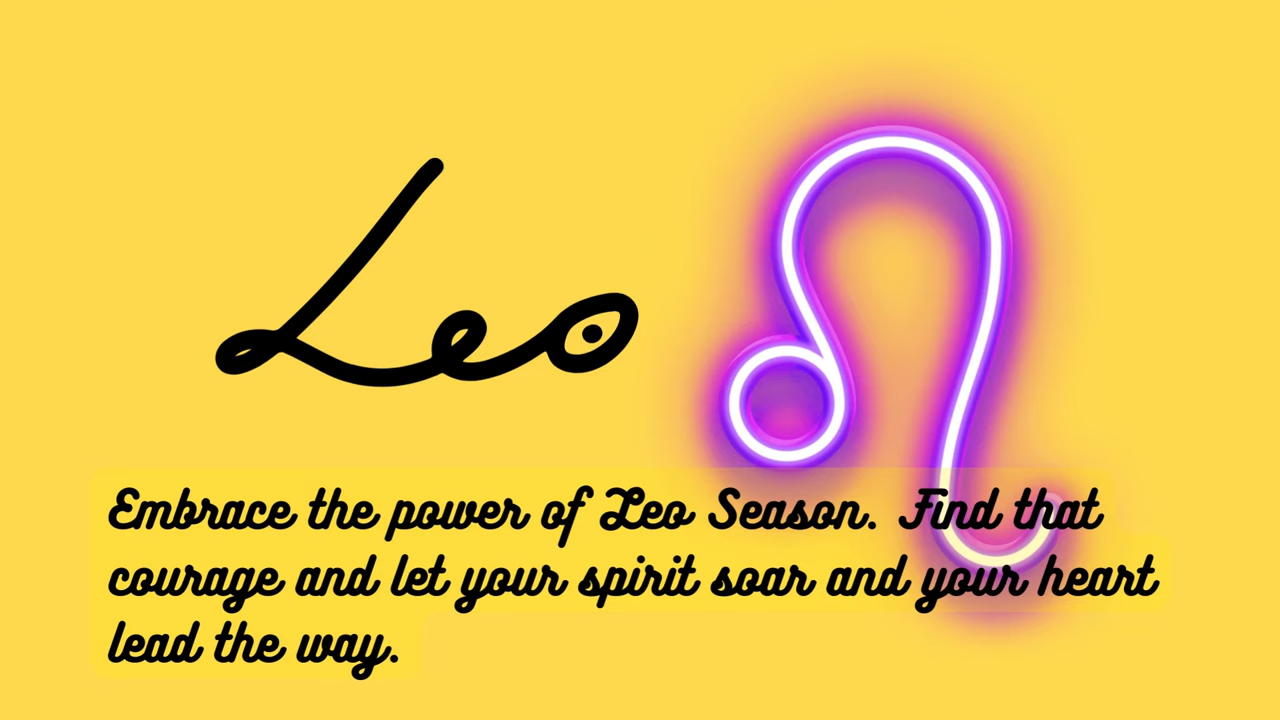 Leo
Embrace the power of Leo Season. Find that
courage and let your spirit soar and your heart
lead the way.